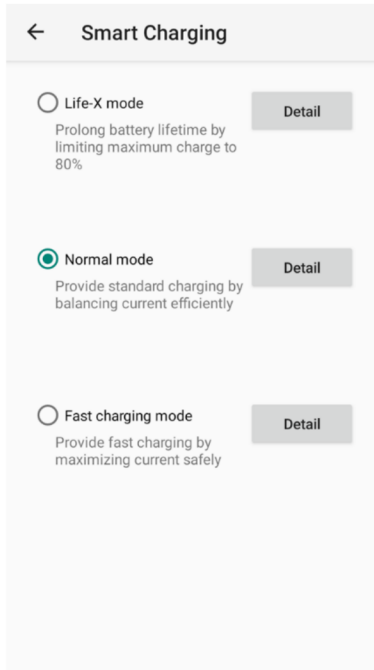 Smart Charging
Life-X mode
Detail
Prolong battery lifetime by
limiting maximum charge to
80%
Normal mode
Detail
Provide standard charging by
balancing current efficiently
Fast charging mode
Detail
Provide fast charging by
maximizing current safely